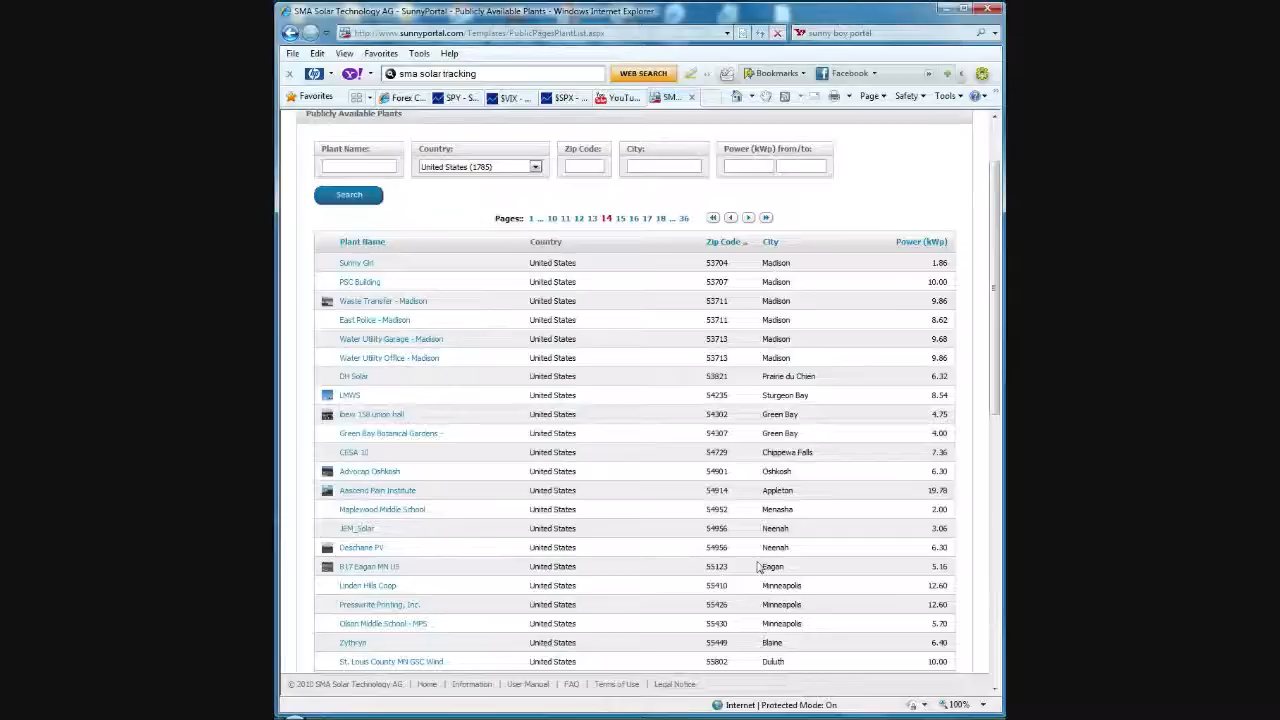 SMA Solar Technology AG - SunnyPortal - Publicly Available Plants - Windows Internet Explorer
http://www.sunnyportal.com/Templates/PublicPagesPlantList.aspx sunny boy portal
File Edit View Favorites Tools Help
sma solar tracking WEB SEARCH Bookmarks Facebook
Favorites Forex C... SPY - S... $VIX - ... $SPX - ... YouTu... SM... Page Safety Tools
Publicly Available Plants
Plant Name: Country: Zip Code: City: Power (kWp) from/to:
United States (1785)
Search
Pages:: 1 ... 10 11 12 13 14 15 16 17 18 ... 36
Plant Name Country Zip Code City Power (kWp)
Sunny Girl United States 53704 Madison 1.86
PSC Building United States 53707 Madison 10.00
Waste Transfer - Madison United States 53711 Madison 9.86
East Police - Madison United States 53711 Madison 8.62
Water Utility Garage - Madison United States 53713 Madison 9.68
Water Utility Office - Madison United States 53713 Madison 9.86
DH Solar United States 53821 Prairie du Chien 6.32
LMWS United States 54235 Sturgeon Bay 8.54
ibew 158 union hall United States 54302 Green Bay 4.75
Green Bay Botanical Gardens - United States 54307 Green Bay 4.00
CESA 10 United States 54729 Chippewa Falls 7.36
Advocap Oshkosh United States 54901 Oshkosh 6.30
Aascend Pain Institute United States 54914 Appleton 19.78
Maplewood Middle School United States 54952 Menasha 2.00
JEM_Solar United States 54956 Neenah 3.06
Deschane PV United States 54956 Neenah 6.30
B17 Eagan MN US United States 55123 Eagan 5.16
Linden Hills Coop United States 55410 Minneapolis 12.60
Presswrite Printing, Inc. United States 55426 Minneapolis 12.60
Olson Middle School - MPS United States 55430 Minneapolis 5.70
Zythryn United States 55449 Blaine 6.40
St. Louis County MN GSC Wind United States 55802 Duluth 10.00
© 2010 SMA Solar Technology AG | Home | Information | User Manual | FAQ | Terms of Use | Legal Notice
Internet | Protected Mode: On 100%